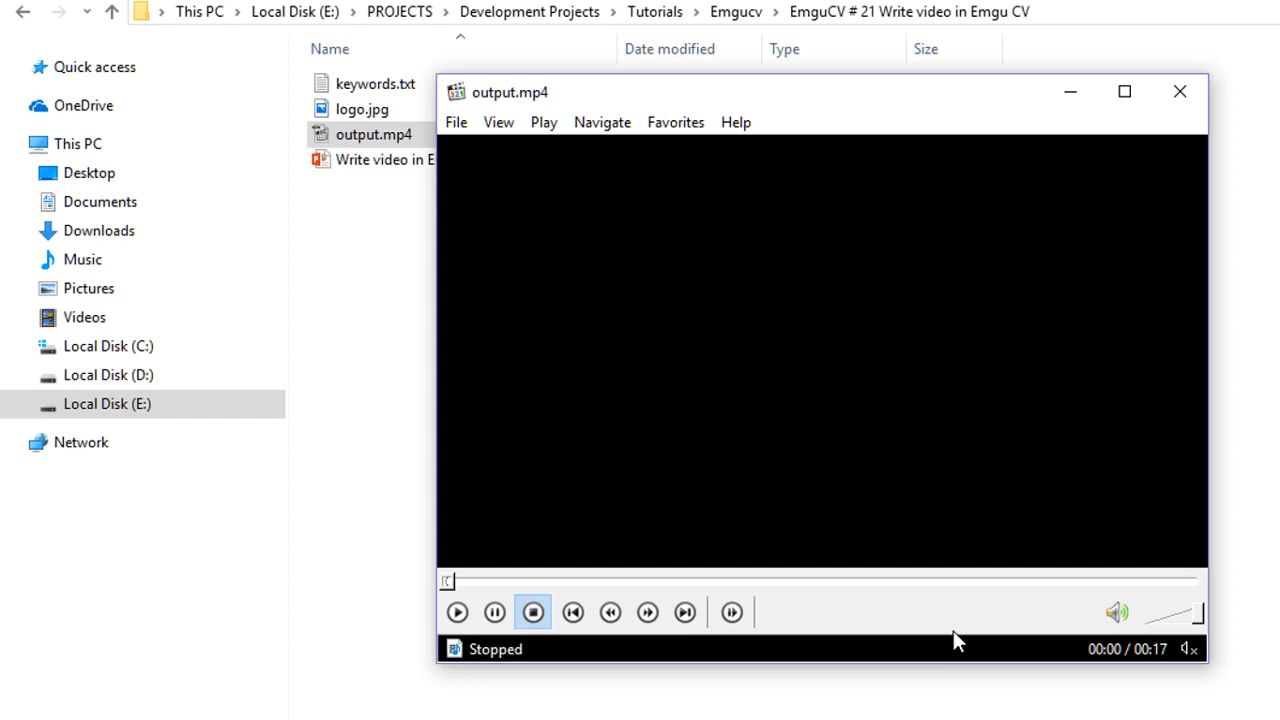 This PC > Local Disk (E:) > PROJECTS > Development Projects > Tutorials > Emgucv > EmguCV # 21 Write video in Emgu CV
Name Date modified Type Size
Quick access
OneDrive
This PC
Desktop
Documents
Downloads
Music
Pictures
Videos
Local Disk (C:)
Local Disk (D:)
Local Disk (E:)
Network
keywords.txt
logo.jpg
output.mp4
Write video in E
output.mp4
File View Play Navigate Favorites Help
Stopped 00:00 / 00:17